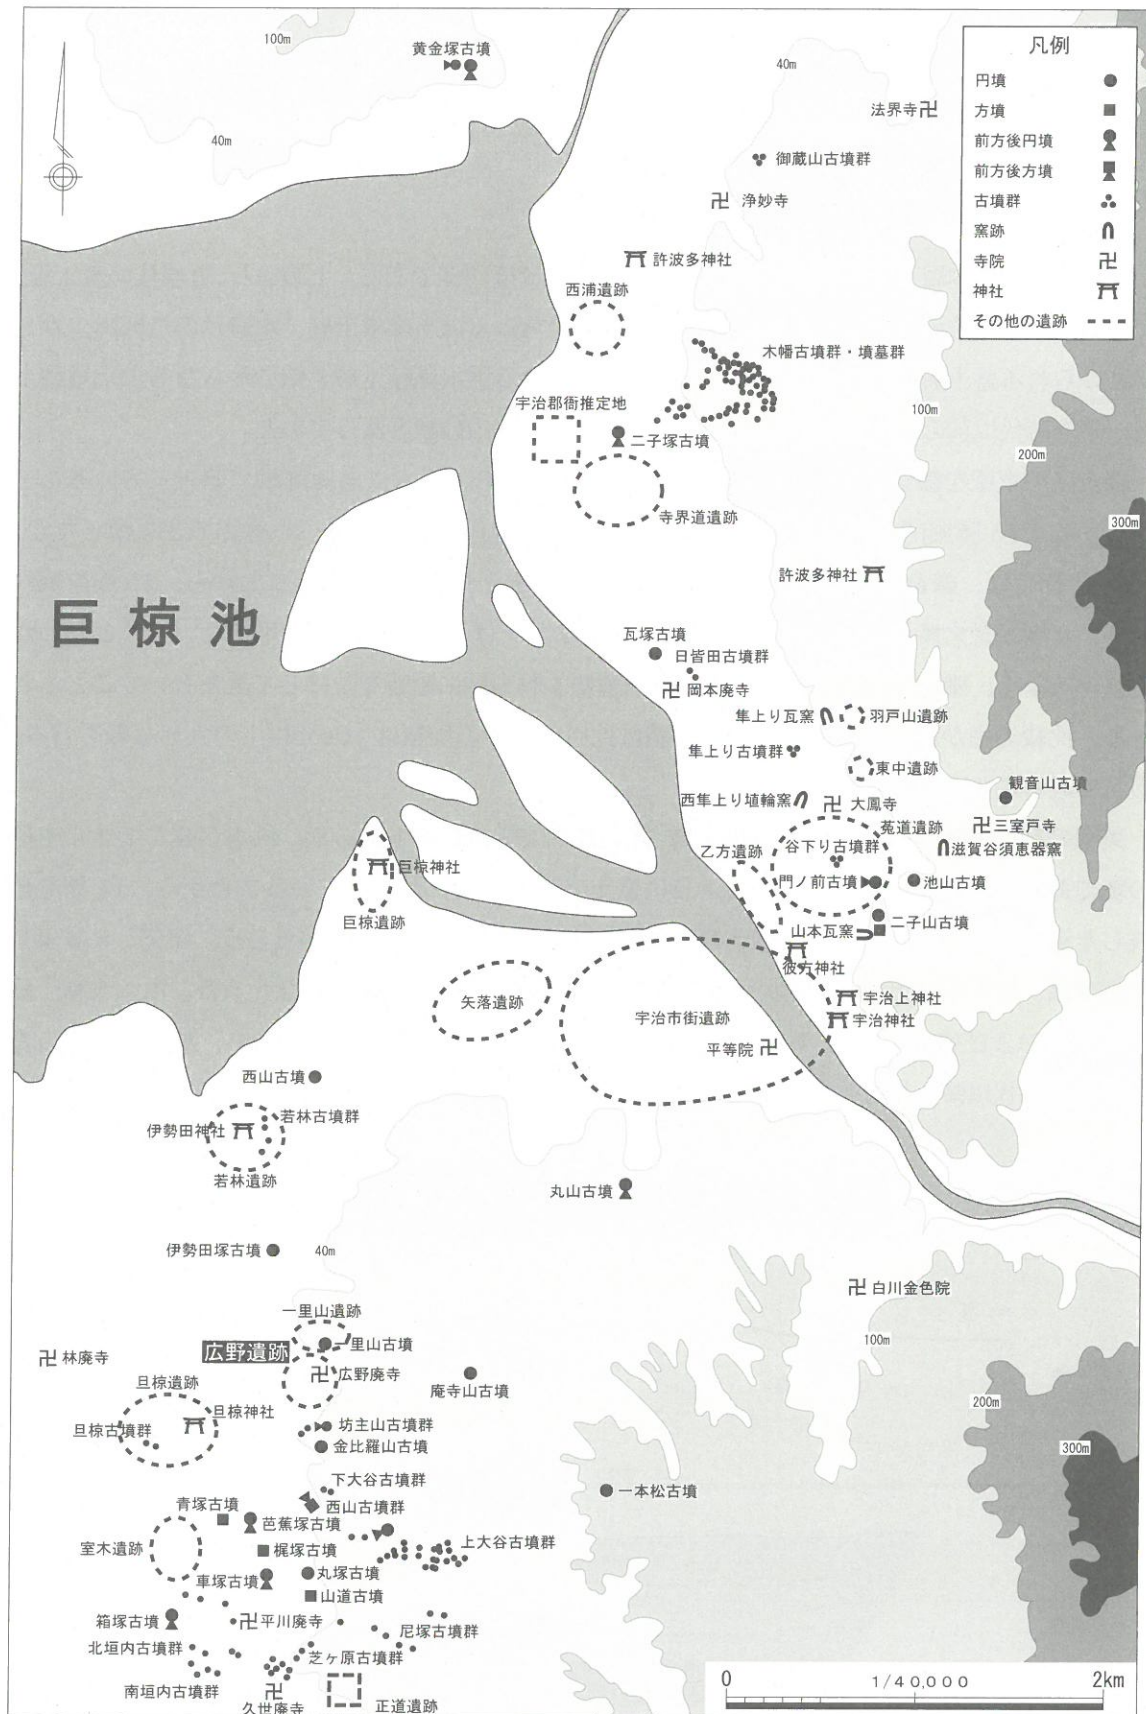 100m
黄金塚古墳
40m
40m
法界寺
御蔵山古墳群
浄妙寺
許波多神社
西浦遺跡
木幡古墳群・墳墓群
宇治郡衙推定地
二子塚古墳
寺界道遺跡
100m
200m
300m
凡例
円墳
方墳
前方後円墳
前方後方墳
古墳群
窯跡
寺院
神社
その他の遺跡
許波多神社
巨椋池
瓦塚古墳
日皆田古墳群
岡本廃寺
隼上り瓦窯
羽戸山遺跡
隼上り古墳群
東中遺跡
観音山古墳
西隼上り埴輪窯
大鳳寺
三室戸寺
菟道遺跡
滋賀谷須恵器窯
乙方遺跡
谷下り古墳群
門ノ前古墳
池山古墳
巨椋神社
巨椋遺跡
二子山古墳
山本瓦窯
彼方神社
矢落遺跡
宇治市街遺跡
宇治上神社
宇治神社
平等院
西山古墳
若林古墳群
伊勢田神社
若林遺跡
丸山古墳
伊勢田塚古墳
40m
白川金色院
一里山遺跡
一里山古墳
広野遺跡
林廃寺
広野廃寺
庵寺山古墳
100m
旦椋遺跡
旦椋神社
旦椋古墳群
坊主山古墳群
金比羅山古墳
200m
300m
下大谷古墳群
西山古墳群
一本松古墳
青塚古墳
芭蕉塚古墳
室木遺跡
梶塚古墳
上大谷古墳群
車塚古墳
丸塚古墳
山道古墳
箱塚古墳
平川廃寺
尼塚古墳群
北垣内古墳群
芝ヶ原古墳群
南垣内古墳群
久世廃寺
正道遺跡
0 1/40,000 2km